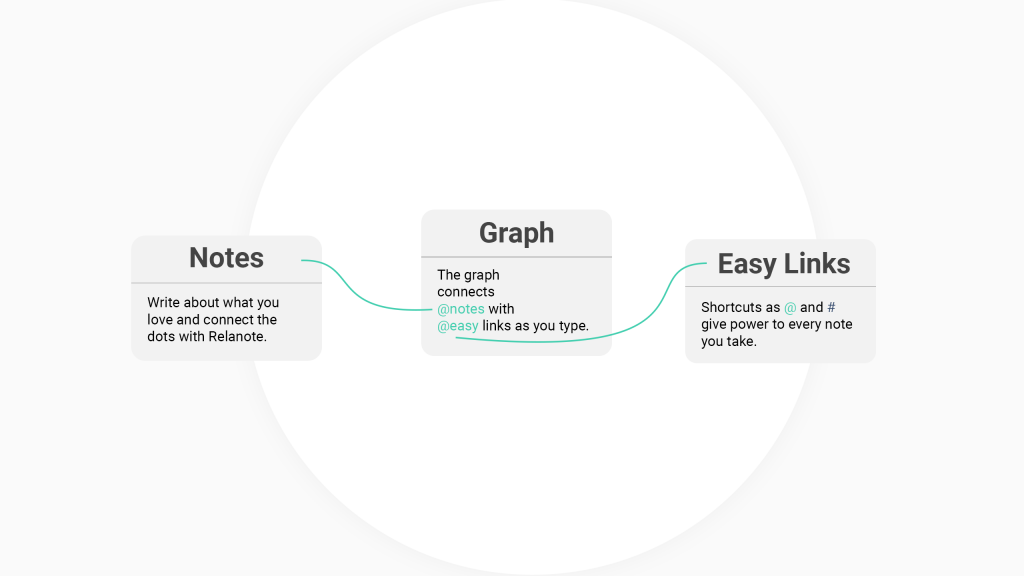 Notes
Write about what you
love and connect the
dots with Relanote.
Graph
The graph
connects
@notes with
@easy links as you type.
Easy Links
Shortcuts as @ and #
give power to every note
you take.